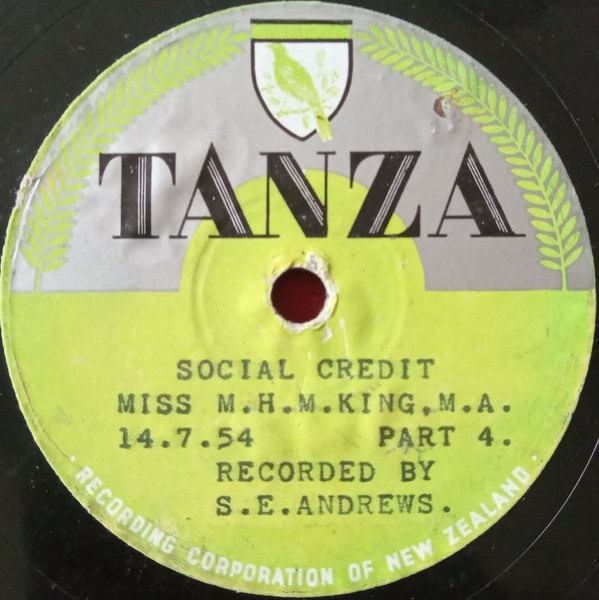 TANZA
SOCIAL CREDIT
MISS M.H.M.KING,M.A.
14.7.54 PART 4.
RECORDED BY
S.E.ANDREWS.
· RECORDING CORPORATION OF NEW ZEALAND ·